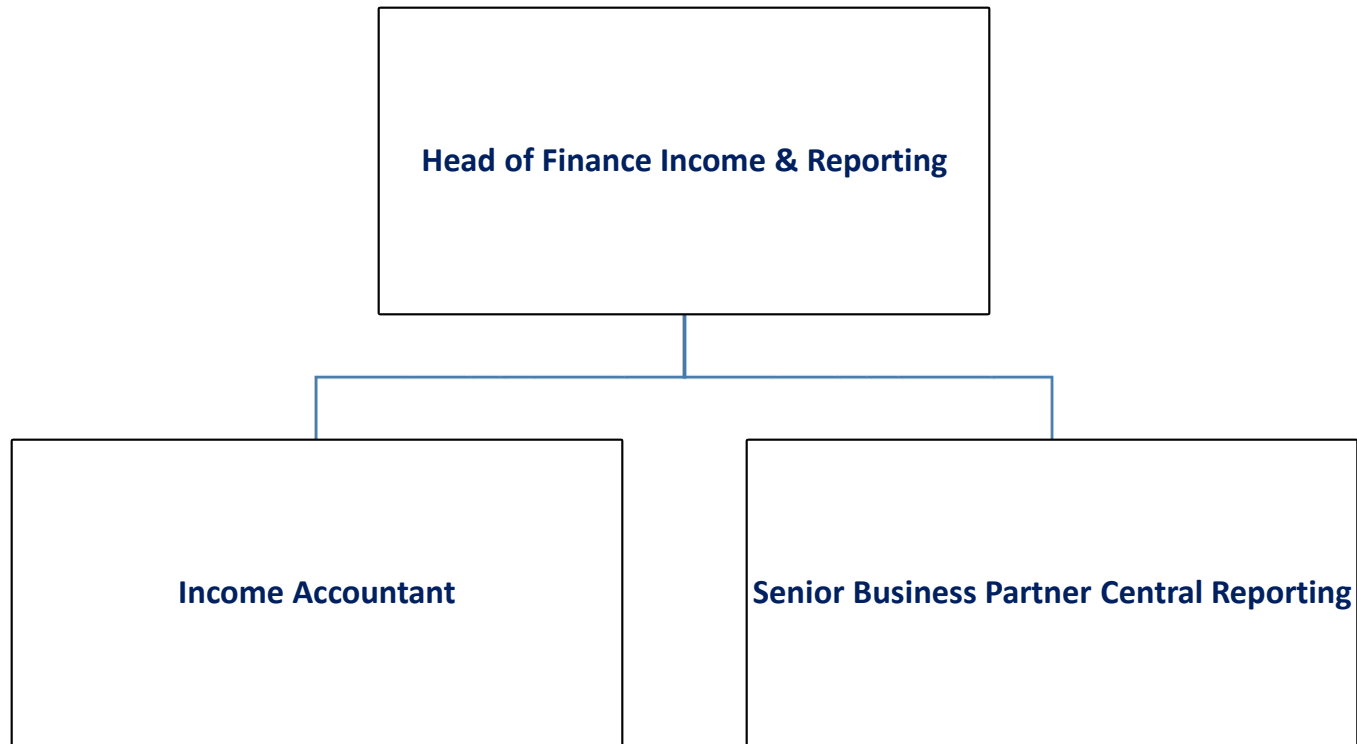 Head of Finance Income & Reporting
Income Accountant
Senior Business Partner Central Reporting